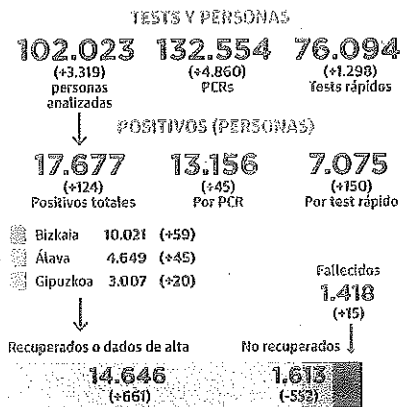 TESTS Y PERSONAS
102.023 132.554 76.094
(+3.319) (+4.860) (+1.298)
personas analizadas PCRs Tests rápidos
POSITIVOS (PERSONAS)
17.677 13.156 7.075
(+124) (+45) (+150)
Positivos totales Por PCR Por test rápido
Bizkaia 10.021 (+59)
Álava 4.649 (+45)
Gipuzkoa 3.007 (+20)
Fallecidos
1.418
(+15)
Recuperados o dados de alta No recuperados
14.646 1.613
(+661) (-552)